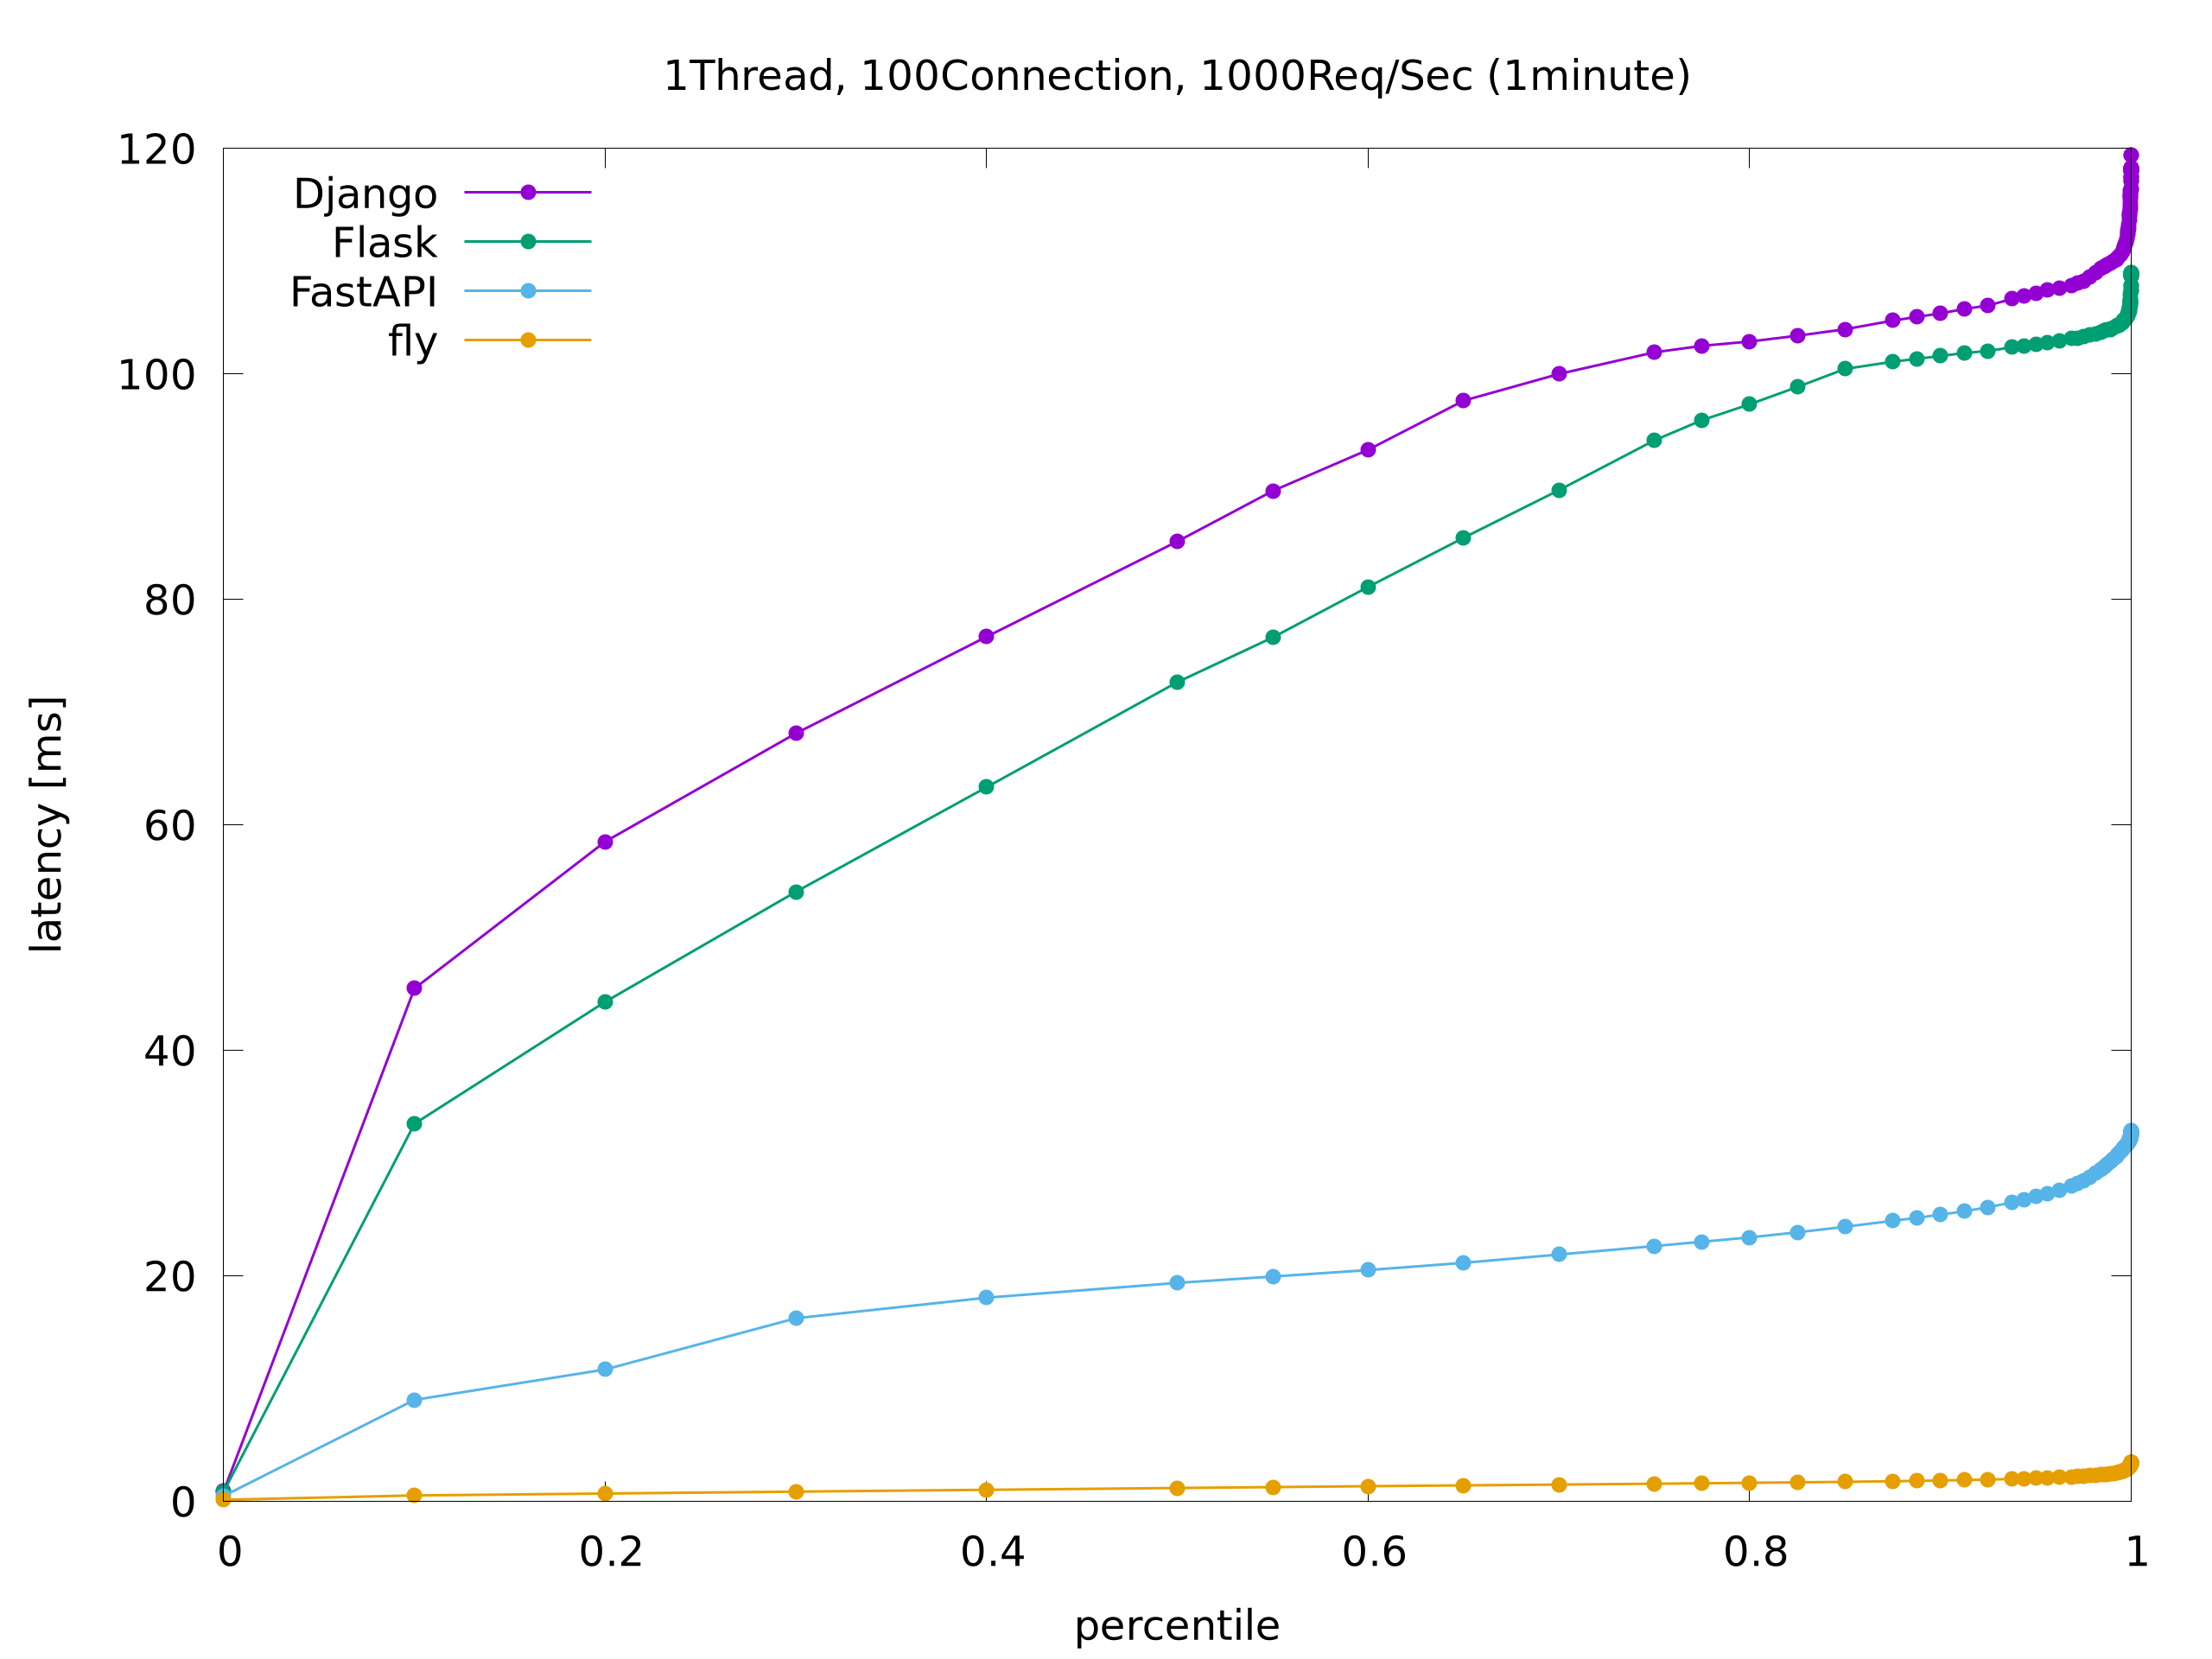 1Thread, 100Connection, 1000Req/Sec (1minute)
120
100
80
60
40
20
0
latency [ms]
Django
Flask
FastAPI
fly
0 0.2 0.4 0.6 0.8 1
percentile